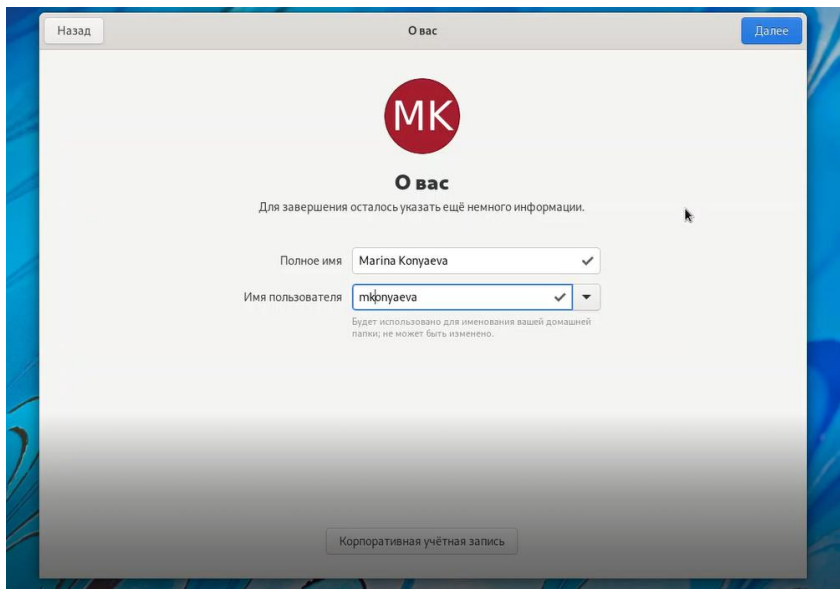 Назад
О вас
Далее
MK
О вас
Для завершения осталось указать ещё немного информации.
Полное имя Marina Konyaeva
Имя пользователя mkonyaeva
Будет использовано для именования вашей домашней
папки; не может быть изменено.
Корпоративная учётная запись